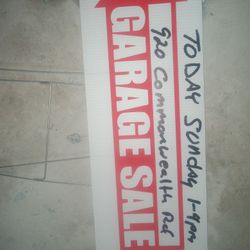 TODAY SUNDAY 1-4pm
920 Commonwealth Rd
GARAGE SALE